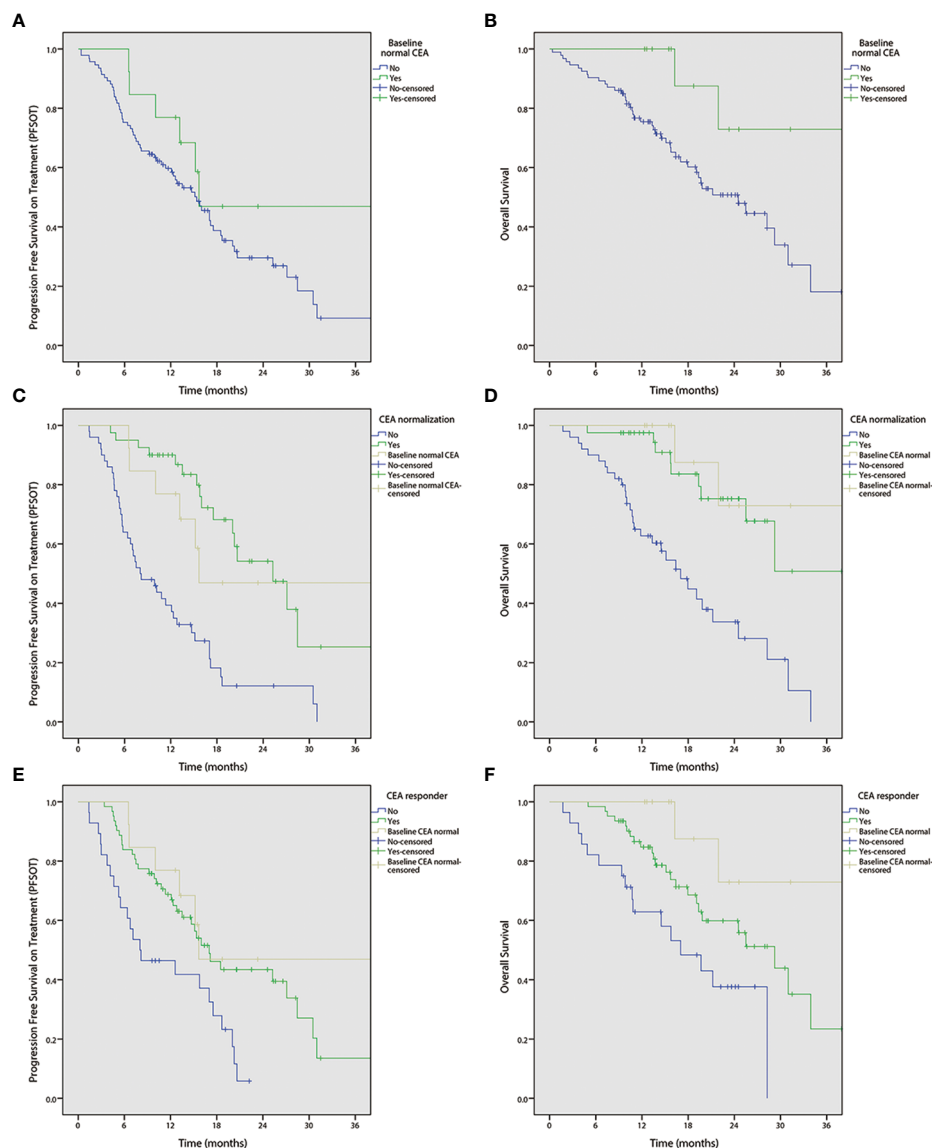 A
Progression Free Survival on Treatment (PFSOT)
1.0
0.8
0.6
0.4
0.2
0.0
0
6
12
18
24
30
36
Time (months)
Baseline
normal CEA
No
Yes
No-censored
Yes-censored
B
Overall Survival
1.0
0.8
0.6
0.4
0.2
0.0
0
6
12
18
24
30
36
Time (months)
Baseline
normal CEA
No
Yes
No-censored
Yes-censored
C
Progression Free Survival on Treatment (PFSOT)
1.0
0.8
0.6
0.4
0.2
0.0
0
6
12
18
24
30
36
Time (months)
CEA normalization
No
Yes
Baseline normal CEA
No-censored
Yes-censored
Baseline normal CEA-
censored
D
Overall Survival
1.0
0.8
0.6
0.4
0.2
0.0
0
6
12
18
24
30
36
Time (months)
CEA normalization
No
Yes
Baseline normal CEA
No-censored
Yes-censored
Baseline normal CEA-
censored
E
Progression Free Survival on Treatment (PFSOT)
1.0
0.8
0.6
0.4
0.2
0.0
0
6
12
18
24
30
36
Time (months)
CEA responder
No
Yes
Baseline CEA normal
No-censored
Yes-censored
Baseline CEA normal-
censored
F
Overall Survival
1.0
0.8
0.6
0.4
0.2
0.0
0
6
12
18
24
30
36
Time (months)
CEA responder
No
Yes
Baseline CEA normal
No-censored
Yes-censored
Baseline CEA normal-
censored